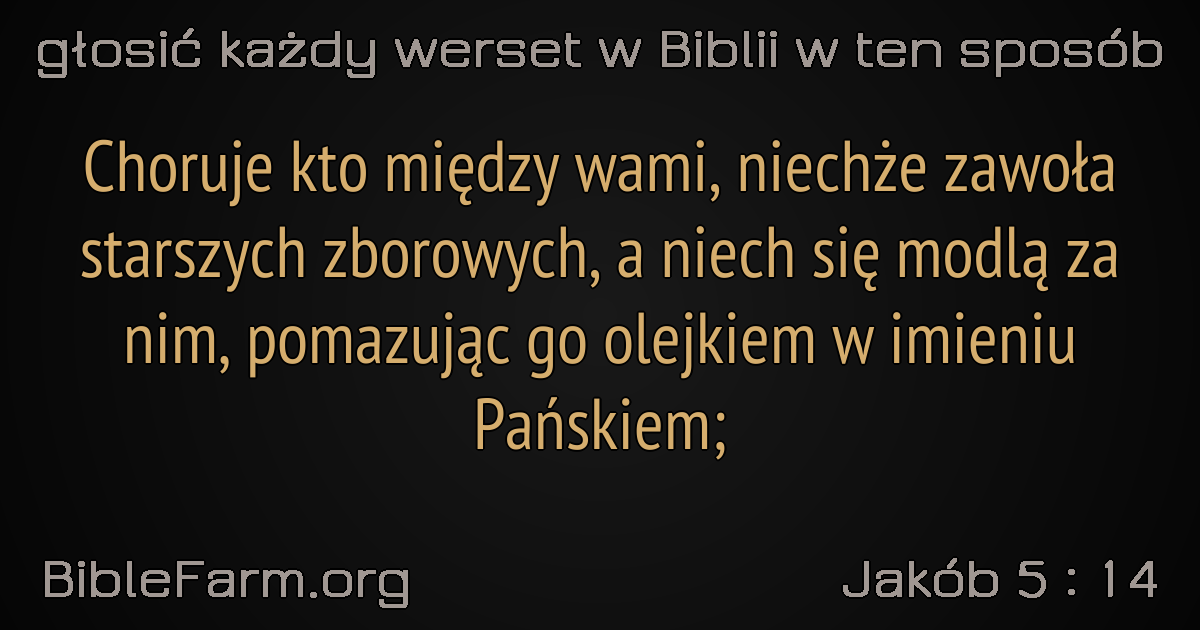 głosić każdy werset w Biblii w ten sposób
Choruje kto między wami, niechże zawoła
starszych zborowych, a niech się modlą za
nim, pomazując go olejkiem w imieniu
Pańskiem;
BibleFarm.org
Jakób 5 : 14